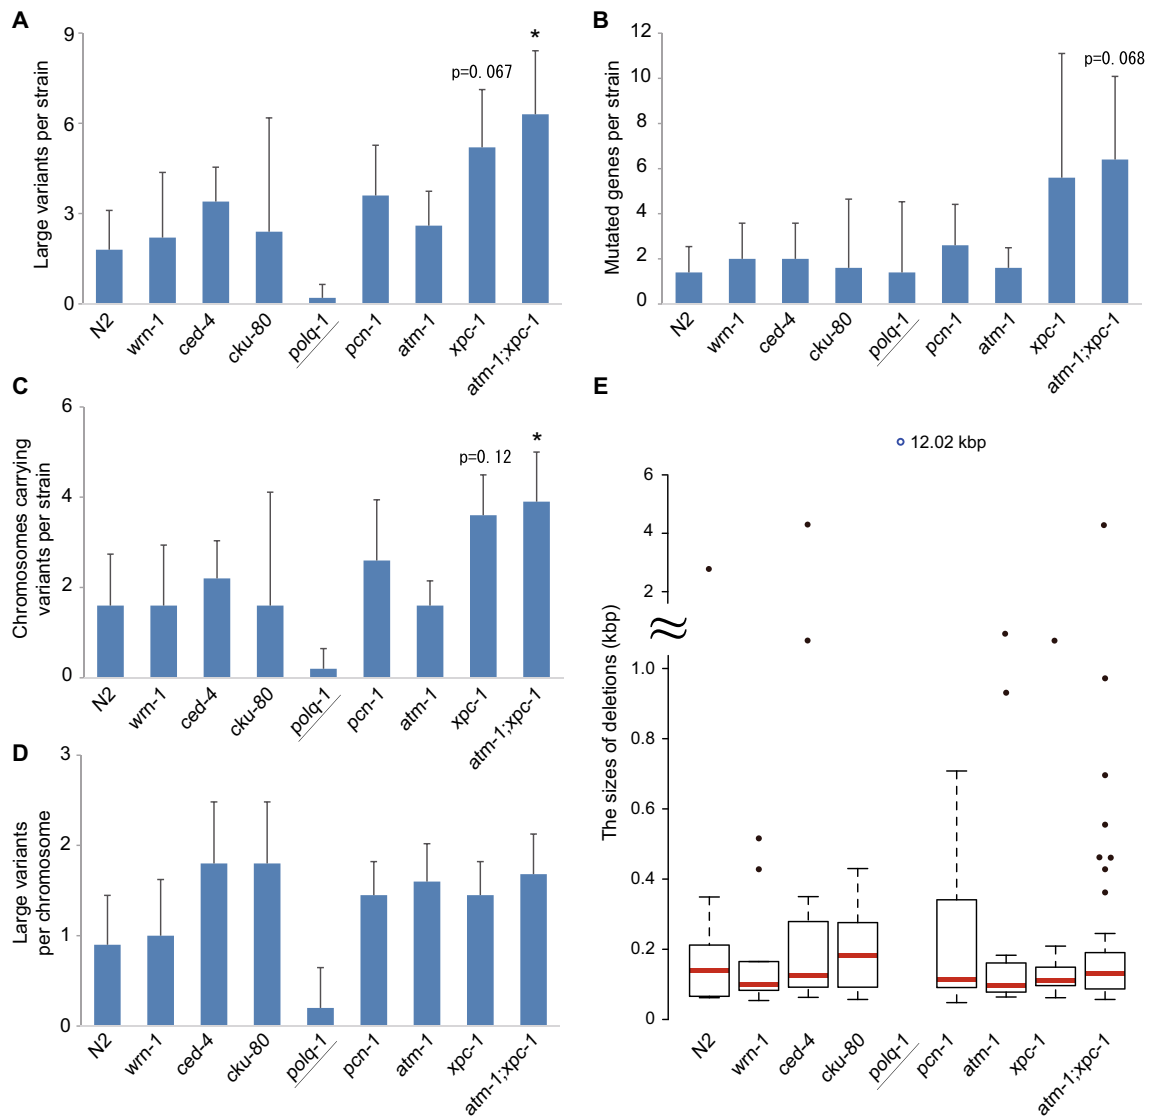 A
Large variants per strain
9
6
3
0
p=0.067
*
N2
wrn-1
ced-4
cku-80
polq-1
pcn-1
atm-1
xpc-1
atm-1;xpc-1
B
Mutated genes per strain
12
10
8
6
4
2
0
p=0.068
N2
wrn-1
ced-4
cku-80
polq-1
pcn-1
atm-1
xpc-1
atm-1;xpc-1
C
Chromosomes carrying
variants per strain
6
4
2
0
p=0.12
*
N2
wrn-1
ced-4
cku-80
polq-1
pcn-1
atm-1
xpc-1
atm-1;xpc-1
D
Large variants
per chromosome
3
2
1
0
N2
wrn-1
ced-4
cku-80
polq-1
pcn-1
atm-1
xpc-1
atm-1;xpc-1
E
12.02 kbp
The sizes of deletions (kbp)
6
4
2
1.0
0.8
0.6
0.4
0.2
0
N2
wrn-1
ced-4
cku-80
polq-1
pcn-1
atm-1
xpc-1
atm-1;xpc-1